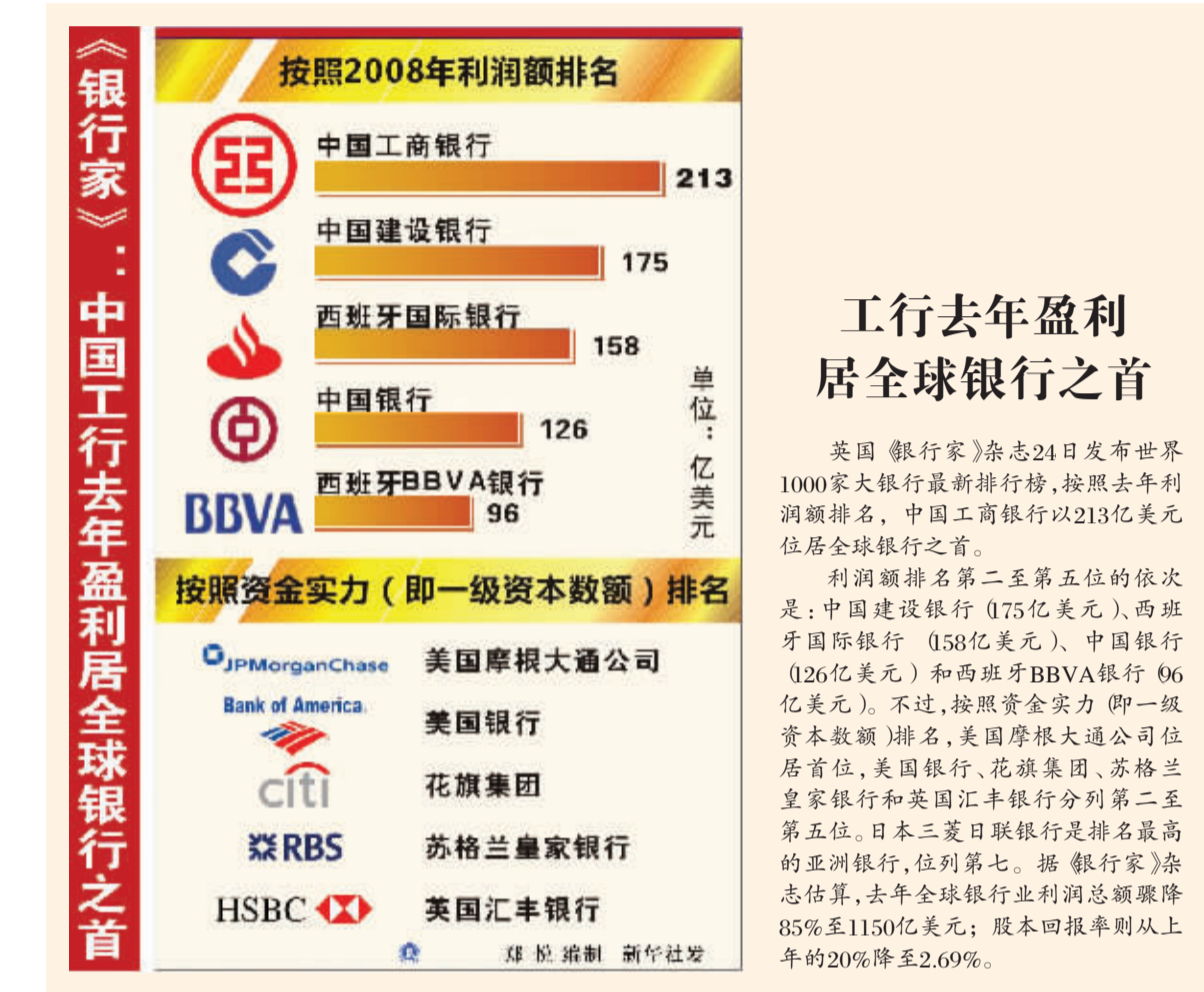 《银行家》：中国工行去年盈利居全球银行之首
按照2008年利润额排名
中国工商银行
213
中国建设银行
175
西班牙国际银行
158
中国银行
126
BBVA
西班牙BBVA银行
96
单位：亿美元
按照资金实力（即一级资本数额）排名
JPMorganChase 美国摩根大通公司
Bank of America.
美国银行
citi 花旗集团
RBS 苏格兰皇家银行
HSBC 英国汇丰银行
郑悦 编制 新华社发
工行去年盈利
居全球银行之首
英国《银行家》杂志24日发布世界
1000家大银行最新排行榜,按照去年利
润额排名，中国工商银行以213亿美元
位居全球银行之首。
利润额排名第二至第五位的依次
是:中国建设银行(175亿美元)、西班
牙国际银行(158亿美元)、中国银行
(126亿美元)和西班牙BBVA银行(96
亿美元)。不过,按照资金实力(即一级
资本数额)排名,美国摩根大通公司位
居首位,美国银行、花旗集团、苏格兰
皇家银行和英国汇丰银行分列第二至
第五位。日本三菱日联银行是排名最高
的亚洲银行,位列第七。据《银行家》杂
志估算,去年全球银行业利润总额骤降
85%至1150亿美元；股本回报率则从上
年的20%降至2.69%。